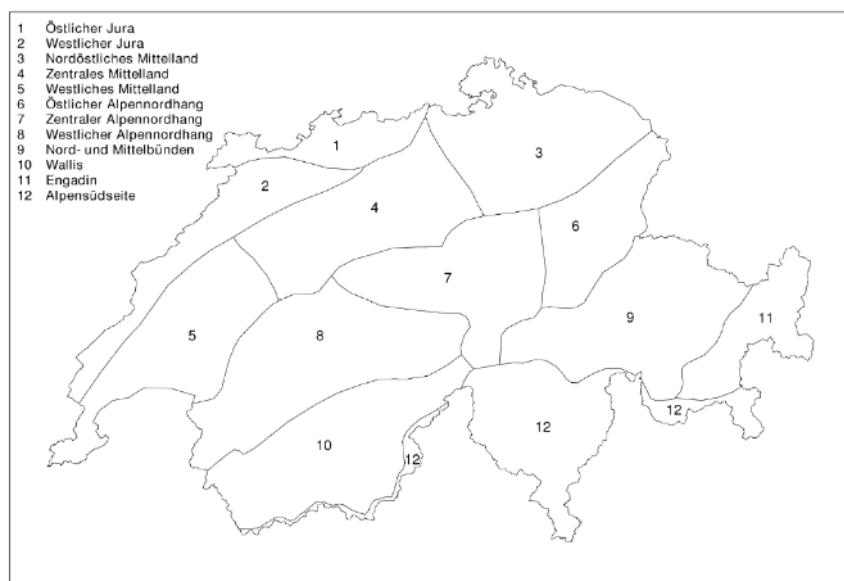 1 Östlicher Jura
2 Westlicher Jura
3 Nordöstliches Mittelland
4 Zentrales Mittelland
5 Westliches Mittelland
6 Östlicher Alpennordhang
7 Zentraler Alpennordhang
8 Westlicher Alpennordhang
9 Nord- und Mittelbünden
10 Wallis
11 Engadin
12 Alpensüdseite
1
3
2
4
6
7
11
9
5
8
12
12
10
12